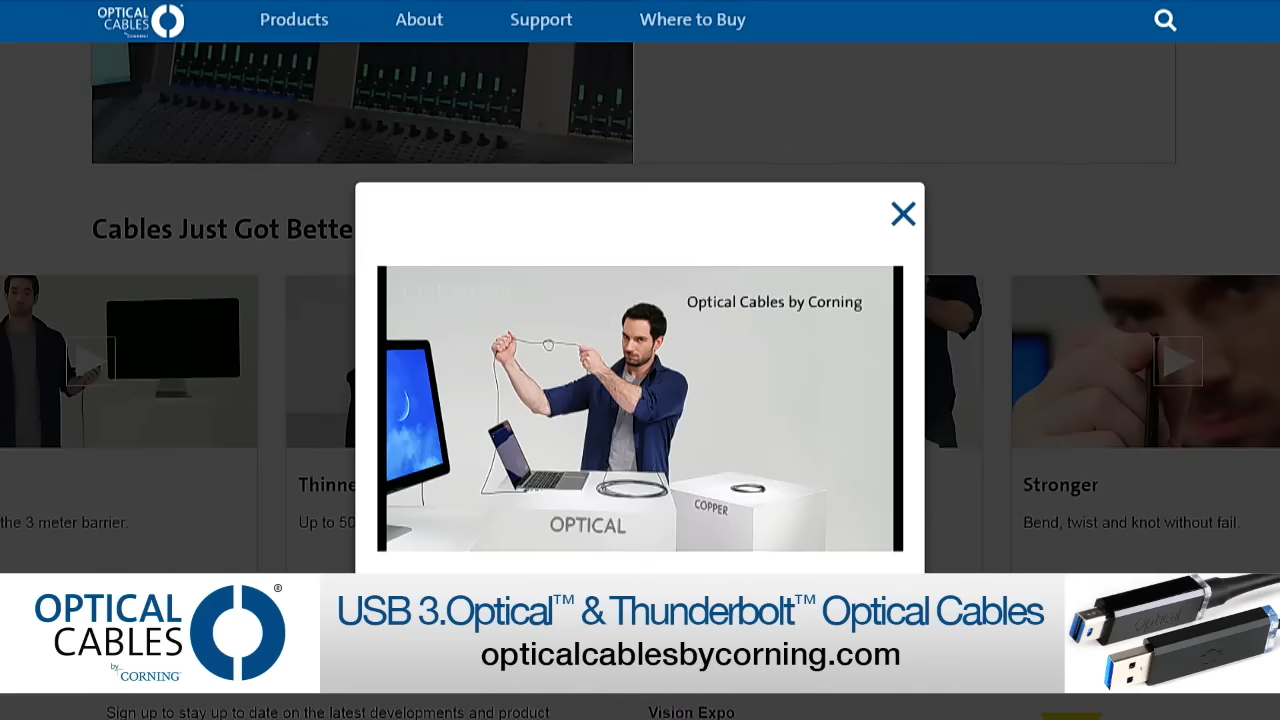 OPTICAL
CABLES
by CORNING
Products
About
Support
Where to Buy
Cables Just Got Bette
Optical Cables by Corning
OPTICAL
COPPER
the 3 meter barrier.
Thinne
Up to 50
Stronger
Bend, twist and knot without fail.
OPTICAL
CABLES
by
CORNING
®
USB 3.Optical™ & Thunderbolt™ Optical Cables
opticalcablesbycorning.com
Sign up to stay up to date on the latest developments and product
Vision Expo